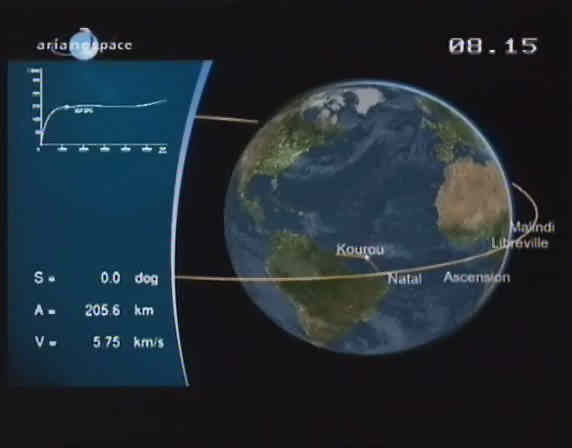 arianespace
08.15
Malindi
Libreville
Kourou
Natal
Ascension
S = 0.0 deg
A = 205.6 km
V = 5.75 km/s